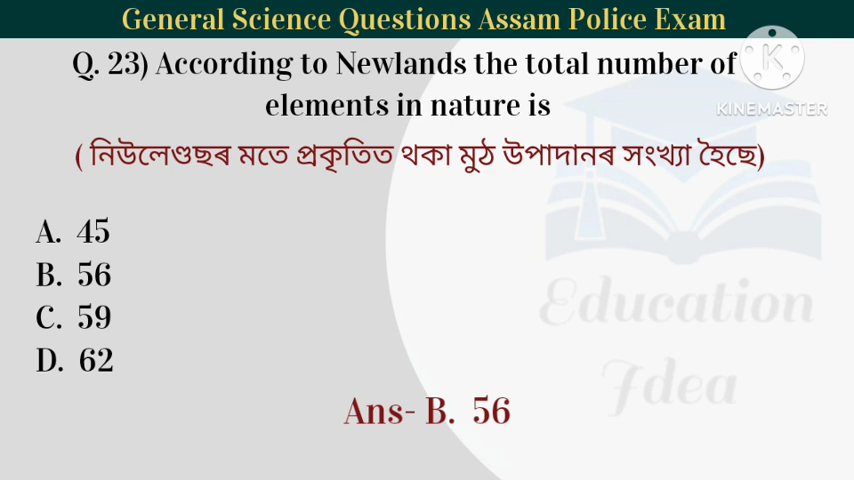 General Science Questions Assam Police Exam
Q. 23) According to Newlands the total number of
elements in nature is
( নিউলেণ্ডছৰ মতে প্ৰকৃতিত থকা মুঠ উপাদানৰ সংখ্যা হৈছে)
A. 45
B. 56
C. 59
D. 62
Ans- B. 56
K
KINEMASTER
Education
Idea